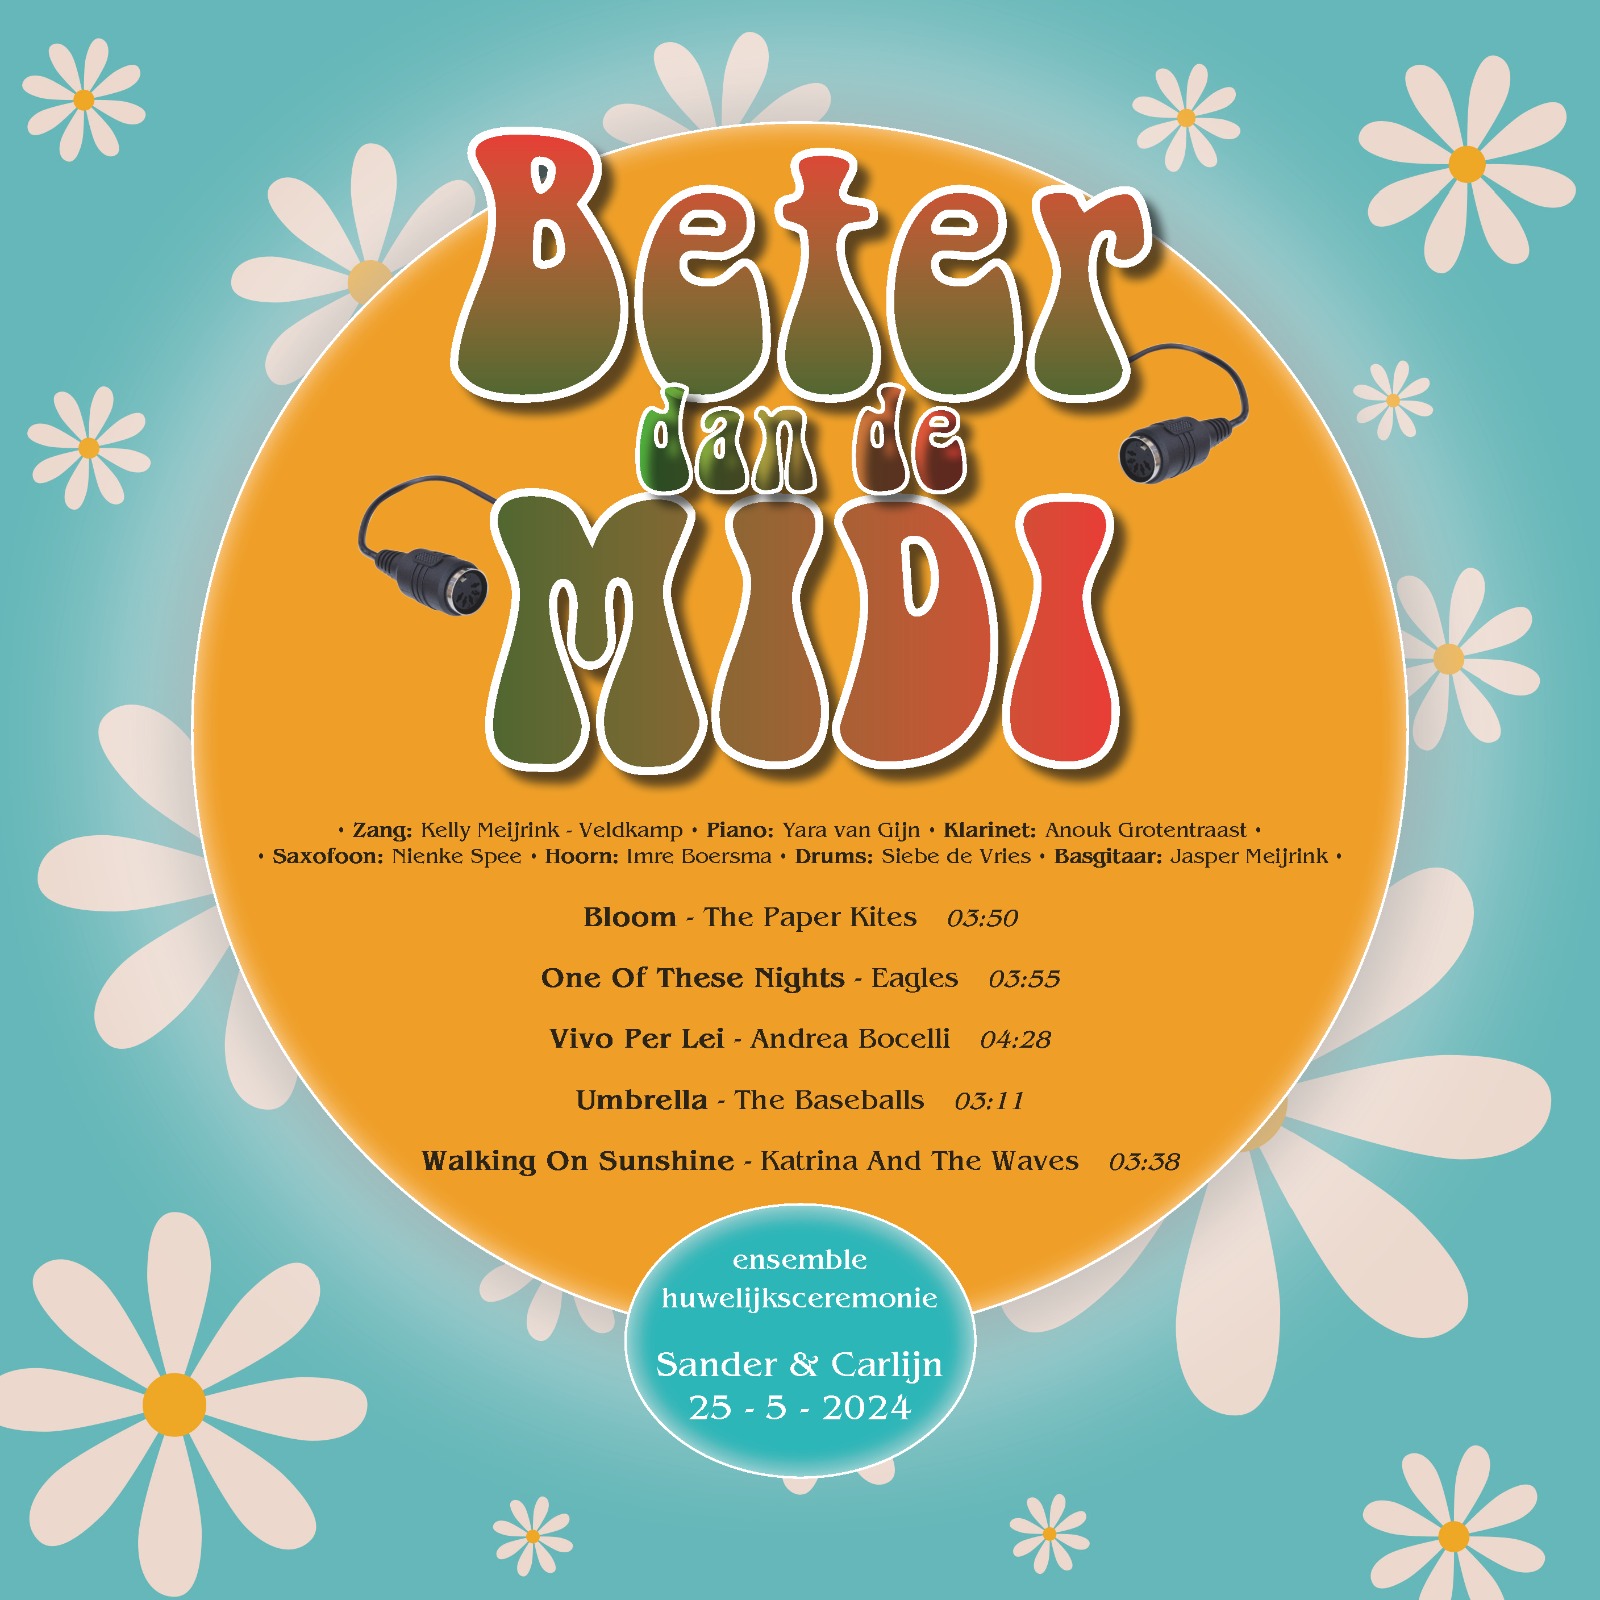 Beter
dan de
MIDI
• Zang: Kelly Meijrink - Veldkamp • Piano: Yara van Gijn • Klarinet: Anouk Grotentraast •
• Saxofoon: Nienke Spee • Hoorn: Imre Boersma • Drums: Siebe de Vries • Basgitaar: Jasper Meijrink •
Bloom - The Paper Kites 03:50
One Of These Nights - Eagles 03:55
Vivo Per Lei - Andrea Bocelli 04:28
Umbrella - The Baseballs 03:11
Walking On Sunshine - Katrina And The Waves 03:38
ensemble
huwelijksceremonie
Sander & Carlijn
25 - 5 - 2024